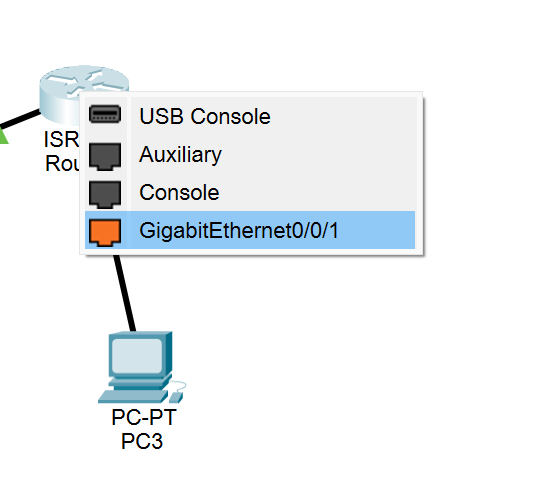 ISR
Rou
USB Console
Auxiliary
Console
GigabitEthernet0/0/1
PC-PT
PC3